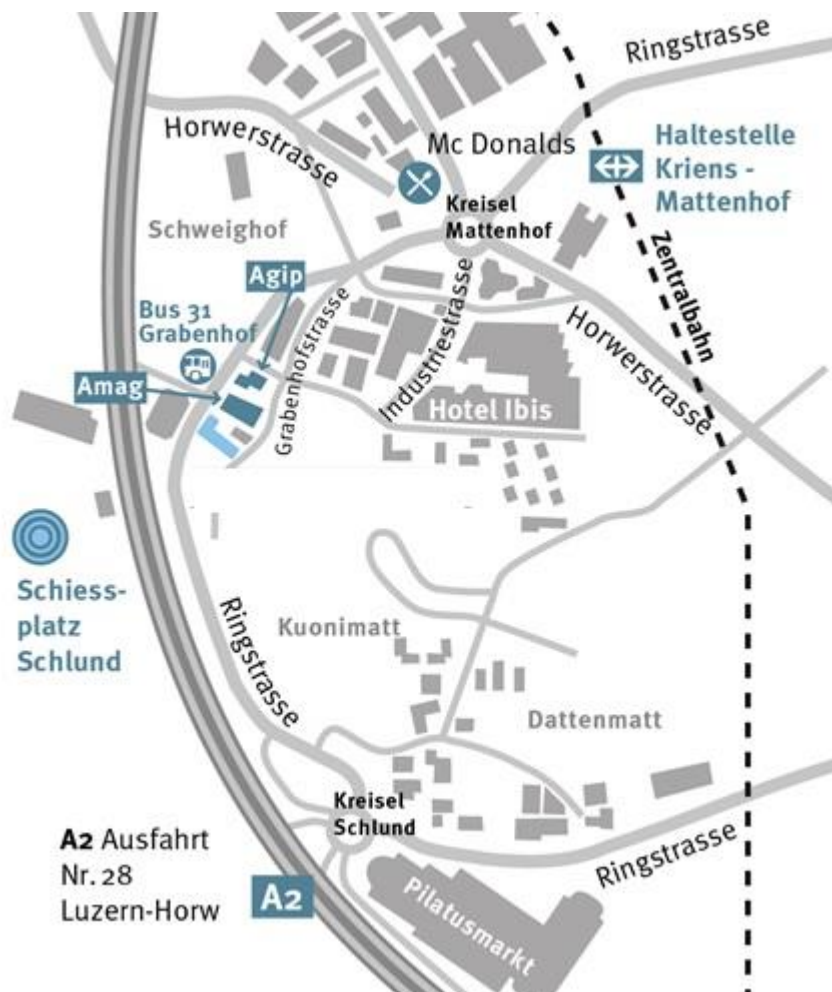 Ringstrasse
Horwerstrasse
Mc Donalds
Haltestelle
Kriens -
Mattenhof
Kreisel
Mattenhof
Schweighof
Zentralbahn
Agip
Bus 31
Grabenhof
Grabenhofstrasse
Industriestrasse
Horwerstrasse
Amag
Hotel Ibis
Schiess-
platz
Schlund
Ringstrasse
Kuonimatt
Dattenmatt
Kreisel
Schlund
A2 Ausfahrt
Nr. 28
Luzern-Horw
A2
Ringstrasse
Pilatusmarkt